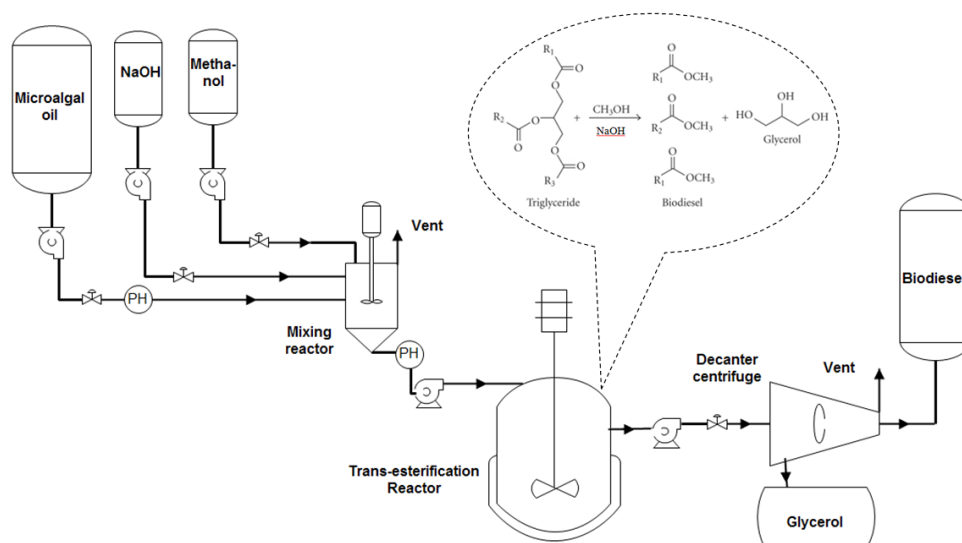 Microalgal
oil
NaOH
Metha-
nol
C
C
C
PH
Vent
Mixing
reactor
PH
C
R1
O
O
O
R2
O
O
O
R3
Triglyceride
+
CH3OH
NaOH
O
R1
OCH3
O
R2
OCH3
O
R1
OCH3
Biodiesel
+
OH
HO
OH
Glycerol
Trans-esterification
Reactor
C
Decanter
centrifuge
Vent
Biodiesel
Glycerol